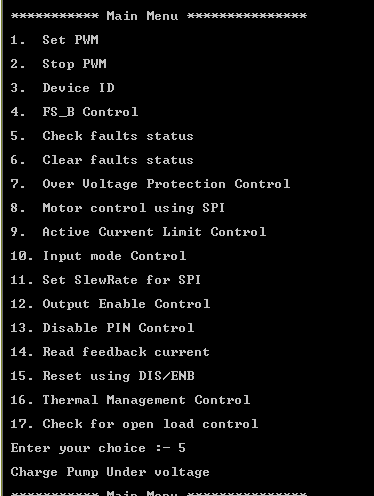 *********** Main Menu ***************
1. Set PWM
2. Stop PWM
3. Device ID
4. FS_B Control
5. Check faults status
6. Clear faults status
7. Over Voltage Protection Control
8. Motor control using SPI
9. Active Current Limit Control
10. Input mode Control
11. Set SlewRate for SPI
12. Output Enable Control
13. Disable PIN Control
14. Read feedback current
15. Reset using DIS/ENB
16. Thermal Management Control
17. Check for open load control
Enter your choice :- 5
Charge Pump Under voltage
*********** Main Menu ***************